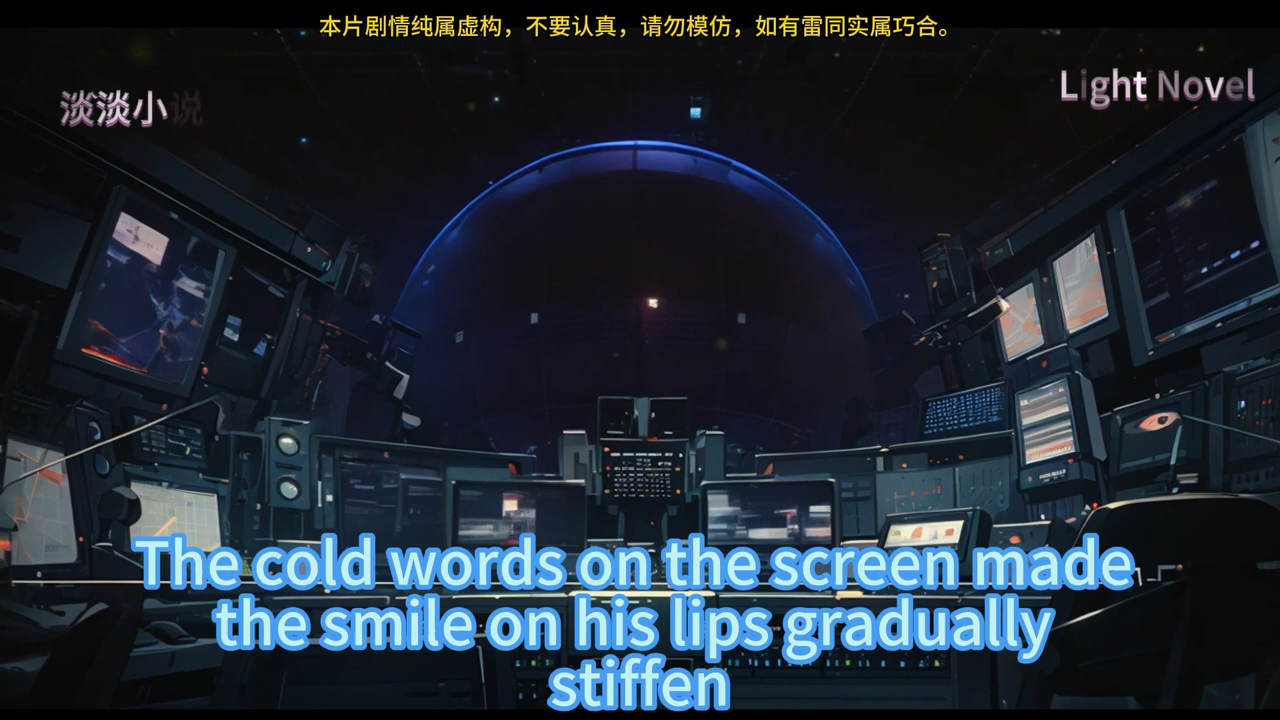 本片剧情纯属虚构，不要认真，请勿模仿，如有雷同实属巧合。
淡淡小说
Light Novel
The cold words on the screen made
the smile on his lips gradually
stiffen